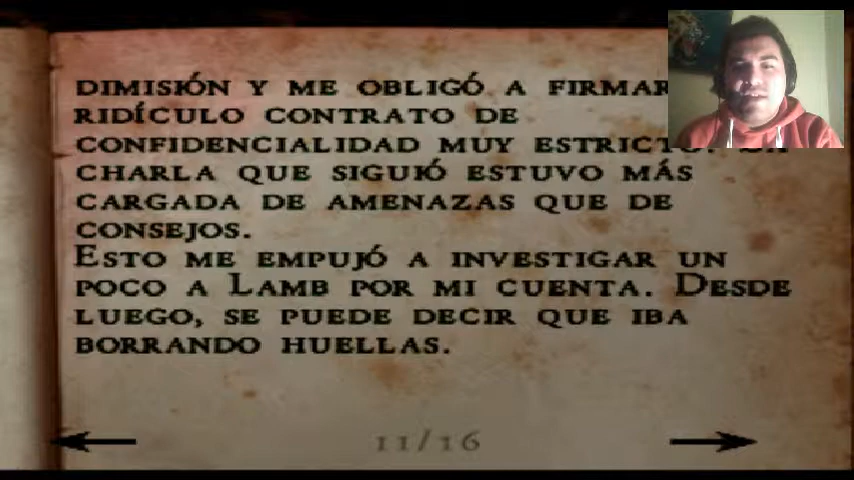 DIMISIÓN Y ME OBLIGÓ A FIRMAR
RIDÍCULO CONTRATO DE
CONFIDENCIALIDAD MUY ESTRICTO.
CHARLA QUE SIGUIÓ ESTUVO MÁS
CARGADA DE AMENAZAS QUE DE
CONSEJOS.
ESTO ME EMPUJÓ A INVESTIGAR UN
POCO A LAMB POR MI CUENTA. DESDE
LUEGO, SE PUEDE DECIR QUE IBA
BORRANDO HUELLAS.
11/16